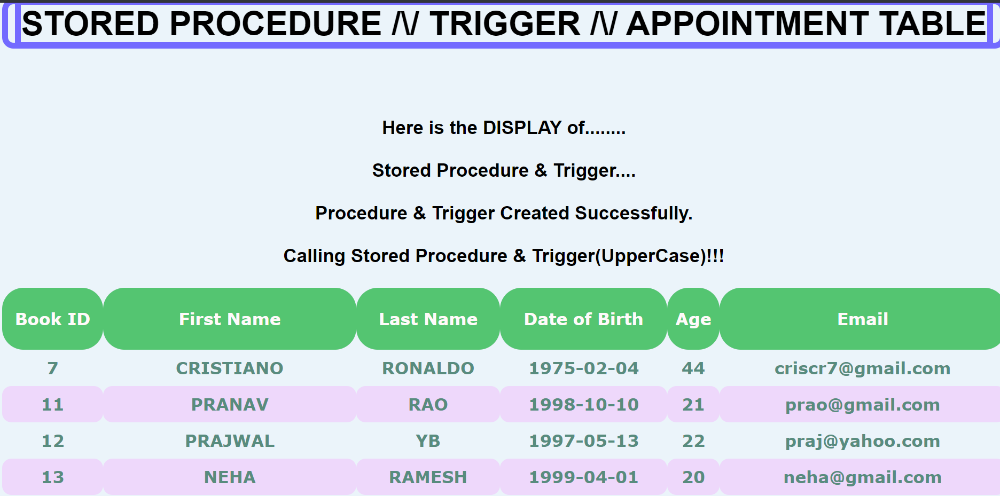 STORED PROCEDURE /\/ TRIGGER /\/ APPOINTMENT TABLE
Here is the DISPLAY of........
Stored Procedure & Trigger....
Procedure & Trigger Created Successfully.
Calling Stored Procedure & Trigger(UpperCase)!!!
Book ID First Name Last Name Date of Birth Age Email
7 CRISTIANO RONALDO 1975-02-04 44 criscr7@gmail.com
11 PRANAV RAO 1998-10-10 21 prao@gmail.com
12 PRAJWAL YB 1997-05-13 22 praj@yahoo.com
13 NEHA RAMESH 1999-04-01 20 neha@gmail.com